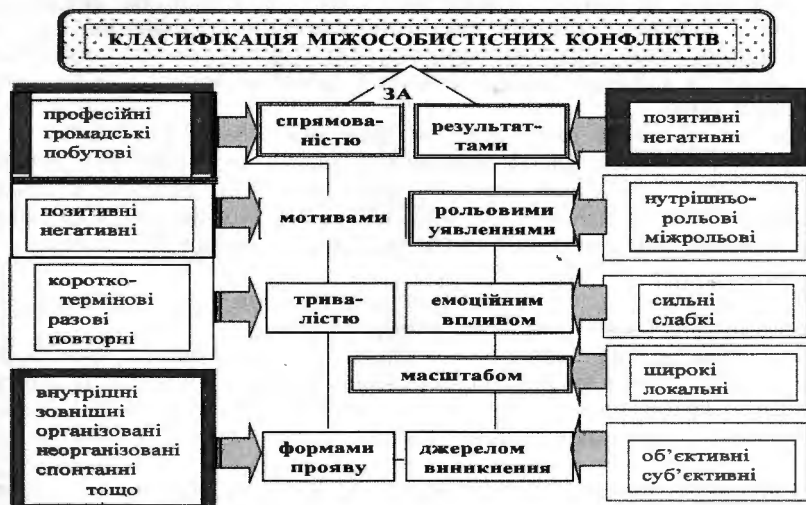 КЛАСИФІКАЦІЯ МІЖОСОБИСТІСНИХ КОНФЛІКТІВ
ЗА
професійні
громадські
побутові
спрямова-
ністю
результат-
тами
позитивні
негативні
позитивні
негативні
мотивами
рольовими
уявленнями
нутрішньо-
рольові
міжрольові
коротко-
термінові
разові
повторні
трива-
лістю
емоційним
впливом
сильні
слабкі
масштабом
широкі
локальні
внутрішні
зовнішні
організовані
неорганізовані
спонтанні
тощо
формами
прояву
джерелом
виникнення
об’єктивні
суб’єктивні